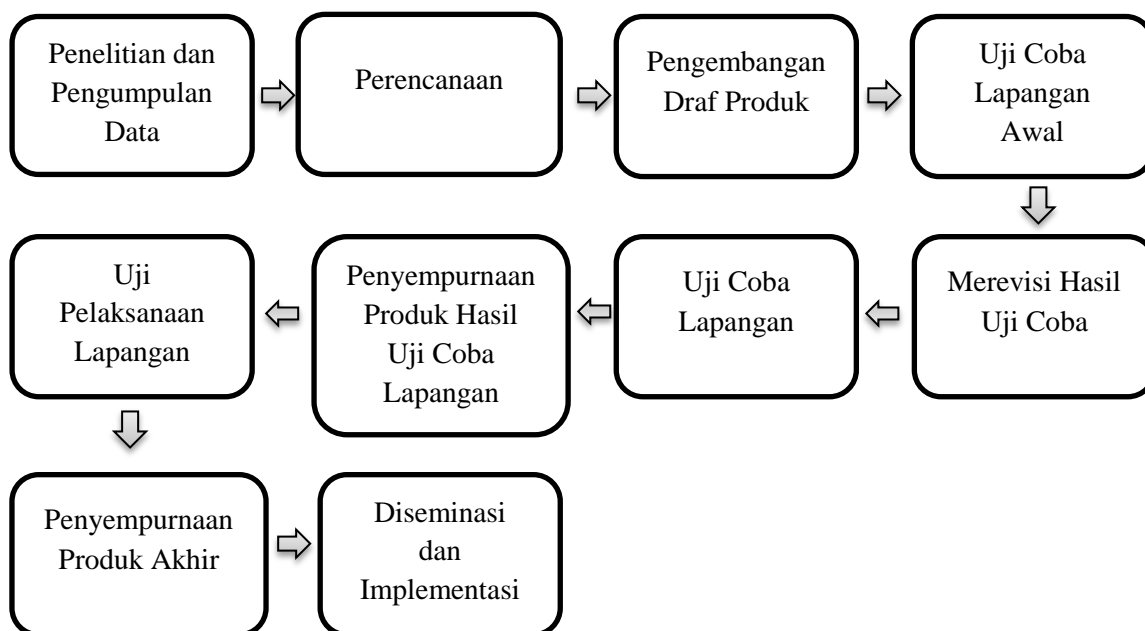 Penelitian dan
Pengumpulan
Data
Perencanaan
Pengembangan
Draf Produk
Uji Coba
Lapangan
Awal
Merevisi Hasil
Uji Coba
Uji Coba
Lapangan
Penyempurnaan
Produk Hasil
Uji Coba
Lapangan
Uji
Pelaksanaan
Lapangan
Penyempurnaan
Produk Akhir
Diseminasi
dan
Implementasi